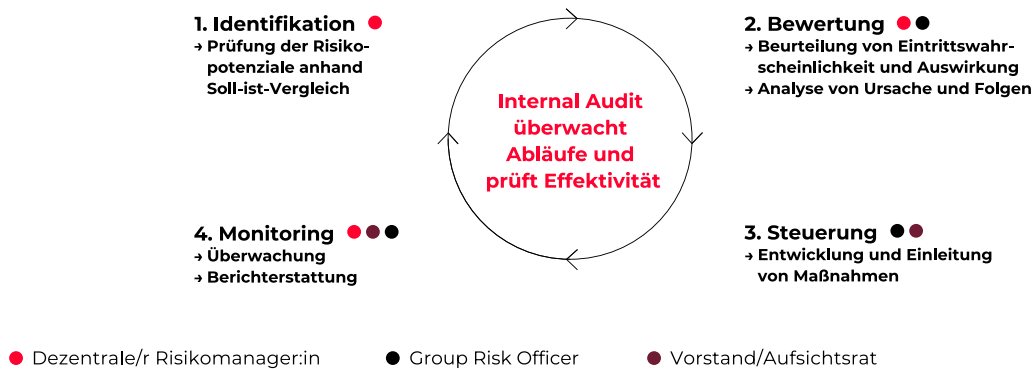 1. Identifikation
→ Prüfung der Risiko-
potenziale anhand
Soll-ist-Vergleich
2. Bewertung
→ Beurteilung von Eintrittswahr-
scheinlichkeit und Auswirkung
→ Analyse von Ursache und Folgen
Internal Audit
überwacht
Abläufe und
prüft Effektivität
4. Monitoring
→ Überwachung
→ Berichterstattung
3. Steuerung
→ Entwicklung und Einleitung
von Maßnahmen
Dezentrale/r Risikomanager:in
Group Risk Officer
Vorstand/Aufsichtsrat